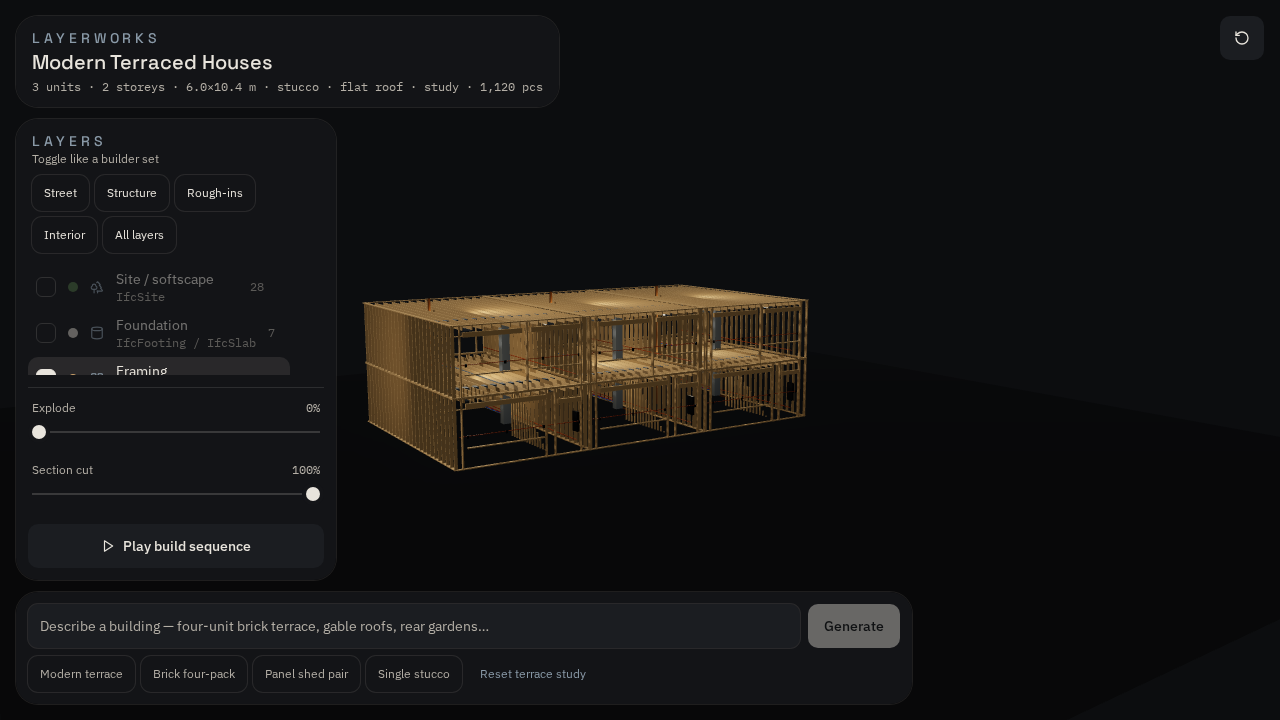 LAYERWORKS
Modern Terraced Houses
3 units · 2 storeys · 6.0×10.4 m · stucco · flat roof · study · 1,120 pcs
LAYERS
Toggle like a builder set
Street
Structure
Rough-ins
Interior
All layers
Site / softscape
28
IfcSite
Foundation
7
IfcFooting / IfcSlab
Framing
Explode
0%
Section cut
100%
Play build sequence
Describe a building — four-unit brick terrace, gable roofs, rear gardens...
Generate
Modern terrace
Brick four-pack
Panel shed pair
Single stucco
Reset terrace study